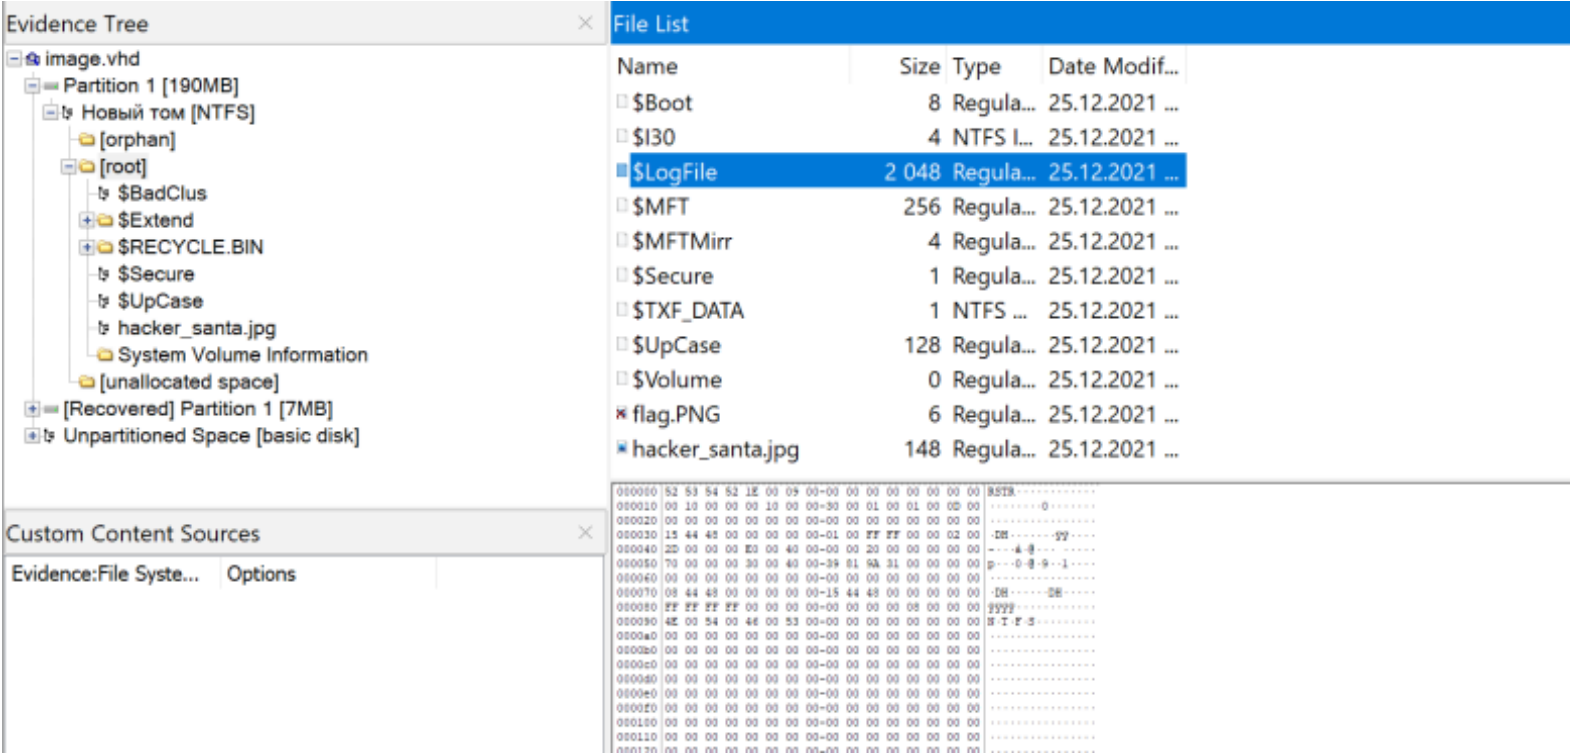 Evidence Tree
image.vhd
Partition 1 [190MB]
Новый том [NTFS]
[orphan]
[root]
$BadClus
$Extend
$RECYCLE.BIN
$Secure
$UpCase
hacker_santa.jpg
System Volume Information
[unallocated space]
[Recovered] Partition 1 [7MB]
Unpartitioned Space [basic disk]
Custom Content Sources
Evidence:File Syste... Options
File List
Name Size Type Date Modif...
$Boot 8 Regula... 25.12.2021 ...
$I30 4 NTFS I... 25.12.2021 ...
$LogFile 2 048 Regula... 25.12.2021 ...
$MFT 256 Regula... 25.12.2021 ...
$MFTMirr 4 Regula... 25.12.2021 ...
$Secure 1 Regula... 25.12.2021 ...
$TXF_DATA 1 NTFS ... 25.12.2021 ...
$UpCase 128 Regula... 25.12.2021 ...
$Volume 0 Regula... 25.12.2021 ...
flag.PNG 6 Regula... 25.12.2021 ...
hacker_santa.jpg 148 Regula... 25.12.2021 ...
000000 52 53 54 52 1E 00 09 00-00 00 00 00 00 00 00 00 RSTR············
000010 00 10 00 00 00 10 00 00-30 00 01 00 01 00 0D 00 ········0·······
000020 00 00 00 00 00 00 00 00-00 00 00 00 00 00 00 00 ················
000030 15 44 48 00 00 00 00 00-01 00 FF FF 00 00 02 00 ·DH·······ÿÿ····
000040 2D 00 00 00 E0 00 40 00-00 00 20 00 00 00 00 00 -···à·@··· ·····
000050 70 00 00 00 30 00 40 00-39 81 9A 31 00 00 00 00 p···0·@·9··1····
000060 00 00 00 00 00 00 00 00-00 00 00 00 00 00 00 00 ················
000070 08 44 48 00 00 00 00 00-15 44 48 00 00 00 00 00 ·DH······DH·····
000080 FF FF FF FF 00 00 00 00-00 00 00 00 08 00 00 00 ÿÿÿÿ············
000090 4E 00 54 00 46 00 53 00-00 00 00 00 00 00 00 00 N·T·F·S·········
0000a0 00 00 00 00 00 00 00 00-00 00 00 00 00 00 00 00 ················
0000b0 00 00 00 00 00 00 00 00-00 00 00 00 00 00 00 00 ················
0000c0 00 00 00 00 00 00 00 00-00 00 00 00 00 00 00 00 ················
0000d0 00 00 00 00 00 00 00 00-00 00 00 00 00 00 00 00 ················
0000e0 00 00 00 00 00 00 00 00-00 00 00 00 00 00 00 00 ················
0000f0 00 00 00 00 00 00 00 00-00 00 00 00 00 00 00 00 ················
000100 00 00 00 00 00 00 00 00-00 00 00 00 00 00 00 00 ················
000110 00 00 00 00 00 00 00 00-00 00 00 00 00 00 00 00 ················
000120 00 00 00 00 00 00 00 00-00 00 00 00 00 00 00 00 ················